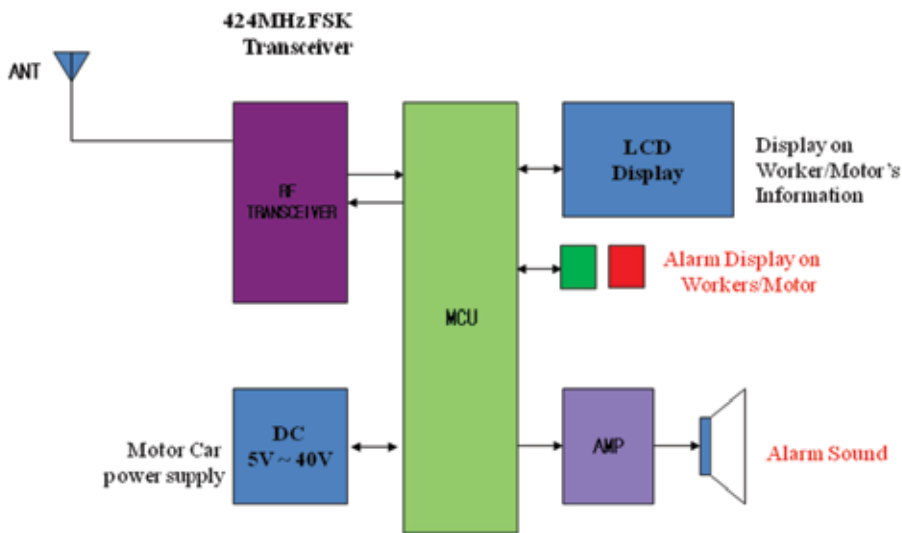 424MHz FSK
Transceiver
ANT
RF
TRANSCEIVER
MCU
LCD
Display
Display on
Worker/Motor's
Information
Alarm Display on
Workers/Motor
Motor Car
power supply
DC
5V ~ 40V
AMP
Alarm Sound